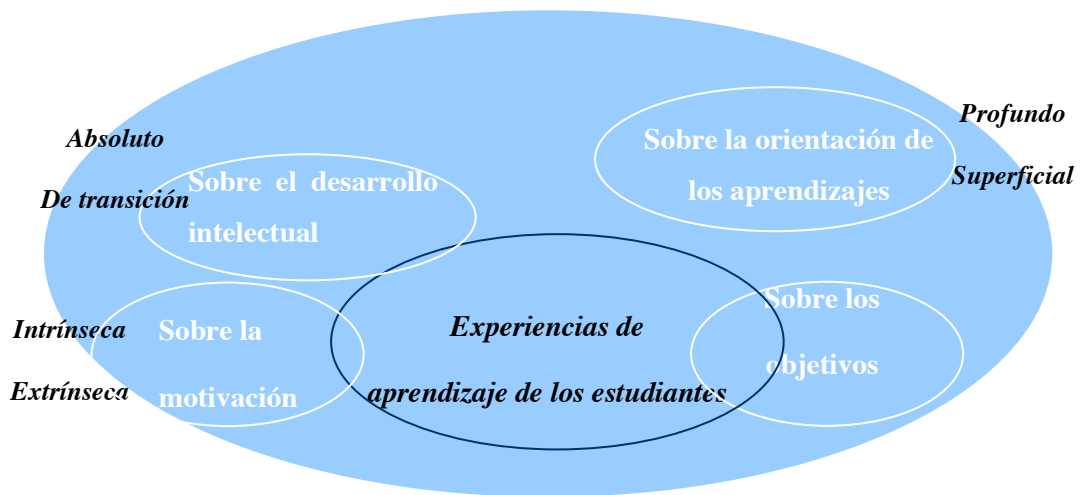 Absoluto
De transición
Sobre el desarrollo
intelectual
Sobre la orientación de
los aprendizajes
Profundo
Superficial
Intrínseca
Extrínseca
Sobre la
motivación
Experiencias de
aprendizaje de los estudiantes
Sobre los
objetivos